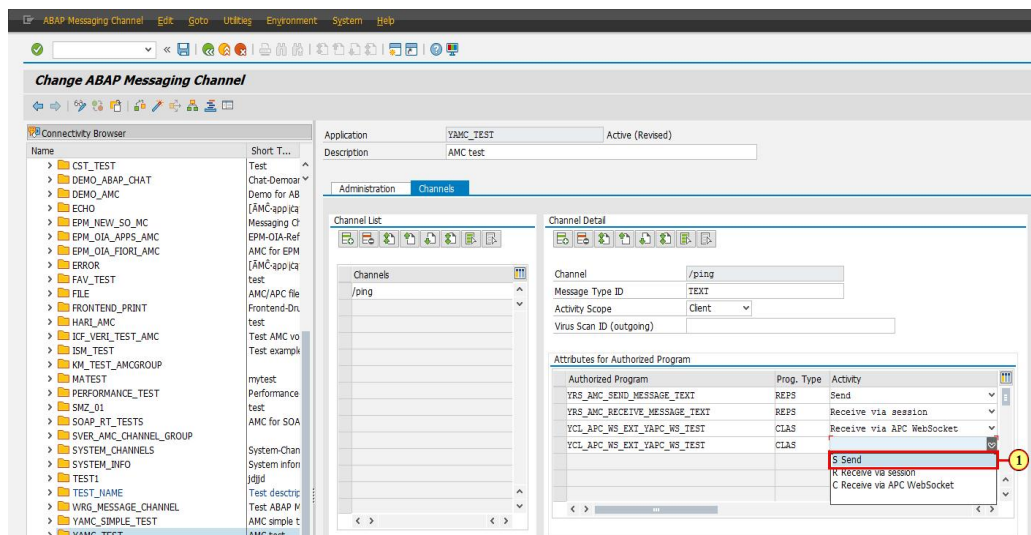 ABAP Messaging Channel Edit Goto Utilities Environment System Help
Change ABAP Messaging Channel
Connectivity Browser
Name Short T...
CST_TEST Test
DEMO_ABAP_CHAT Chat-Demoar
DEMO_AMC Demo for AB
ECHO
EPM_NEW_SO_MC Messaging Ch
EPM_OIA_APPS_AMC EPM-OIA-Ref
EPM_OIA_FIORI_AMC AMC for EPM
ERROR
FAV_TEST test
FILE AMC/APC file
FRONTEND_PRINT Frontend-Dru
HARI_AMC test
ICF_VERI_TEST_AMC Test AMC vo
ISM_TEST Test example
KM_TEST_AMCGROUP
MATEST mytest
PERFORMANCE_TEST Performance
SMZ_01 test
SOAP_RT_TESTS AMC for SOA
SVER_AMC_CHANNEL_GROUP
SYSTEM_CHANNELS System-Chan
SYSTEM_INFO System infor
TEST1 jdjjd
TEST_NAME Test desctrip
WRG_MESSAGE_CHANNEL Test ABAP M
YAMC_SIMPLE_TEST AMC simple t
YAMC_TEST AMC test
Application YAMC_TEST Active (Revised)
Description AMC test
Administration Channels
Channel List
Channels
/ping
Channel Detail
Channel /ping
Message Type ID TEXT
Activity Scope Client
Virus Scan ID (outgoing)
Attributes for Authorized Program
Authorized Program Prog. Type Activity
YRS_AMC_SEND_MESSAGE_TEXT REPS Send
YRS_AMC_RECEIVE_MESSAGE_TEXT REPS Receive via session
YCL_APC_WS_EXT_YAPC_WS_TEST CLAS Receive via APC WebSocket
YCL_APC_WS_EXT_YAPC_WS_TEST CLAS
S Send
R Receive via session
C Receive via APC WebSocket
1